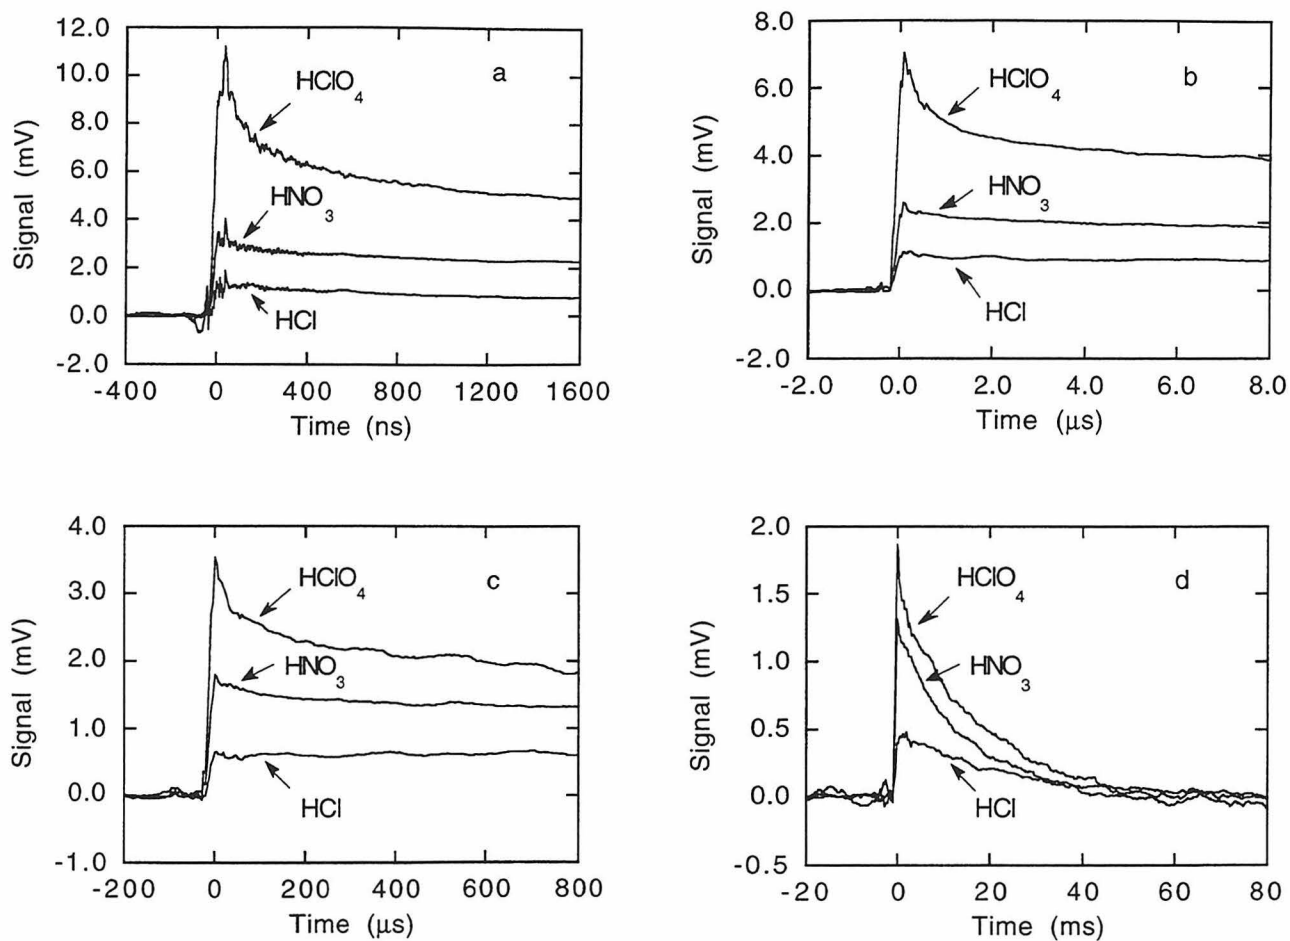 12.0
10.0
8.0
6.0
4.0
2.0
0.0
-2.0
Signal (mV)
a
HClO4
HNO3
HCl
-400 0 400 800 1200 1600
Time (ns)
8.0
6.0
4.0
2.0
0.0
-2.0
Signal (mV)
b
HClO4
HNO3
HCl
-2.0 0.0 2.0 4.0 6.0 8.0
Time (μs)
4.0
3.0
2.0
1.0
0.0
-1.0
Signal (mV)
c
HClO4
HNO3
HCl
-200 0 200 400 600 800
Time (μs)
2.0
1.5
1.0
0.5
0.0
-0.5
Signal (mV)
d
HClO4
HNO3
HCl
-20 0 20 40 60 80
Time (ms)